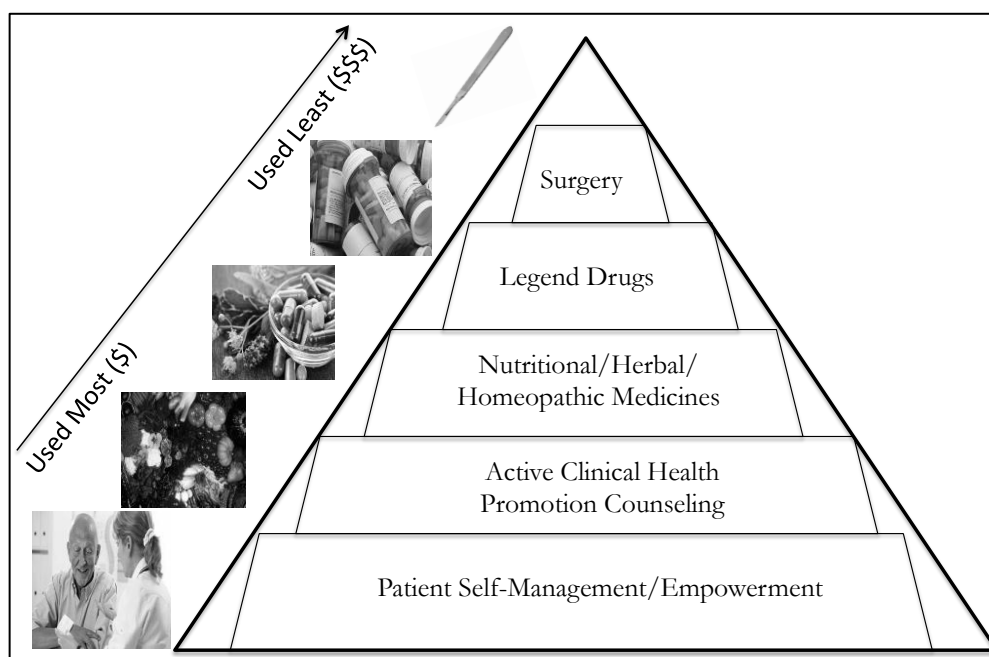 Used Least ($$$)
Used Most ($)
Surgery
Legend Drugs
Nutritional/Herbal/
Homeopathic Medicines
Active Clinical Health
Promotion Counseling
Patient Self-Management/Empowerment